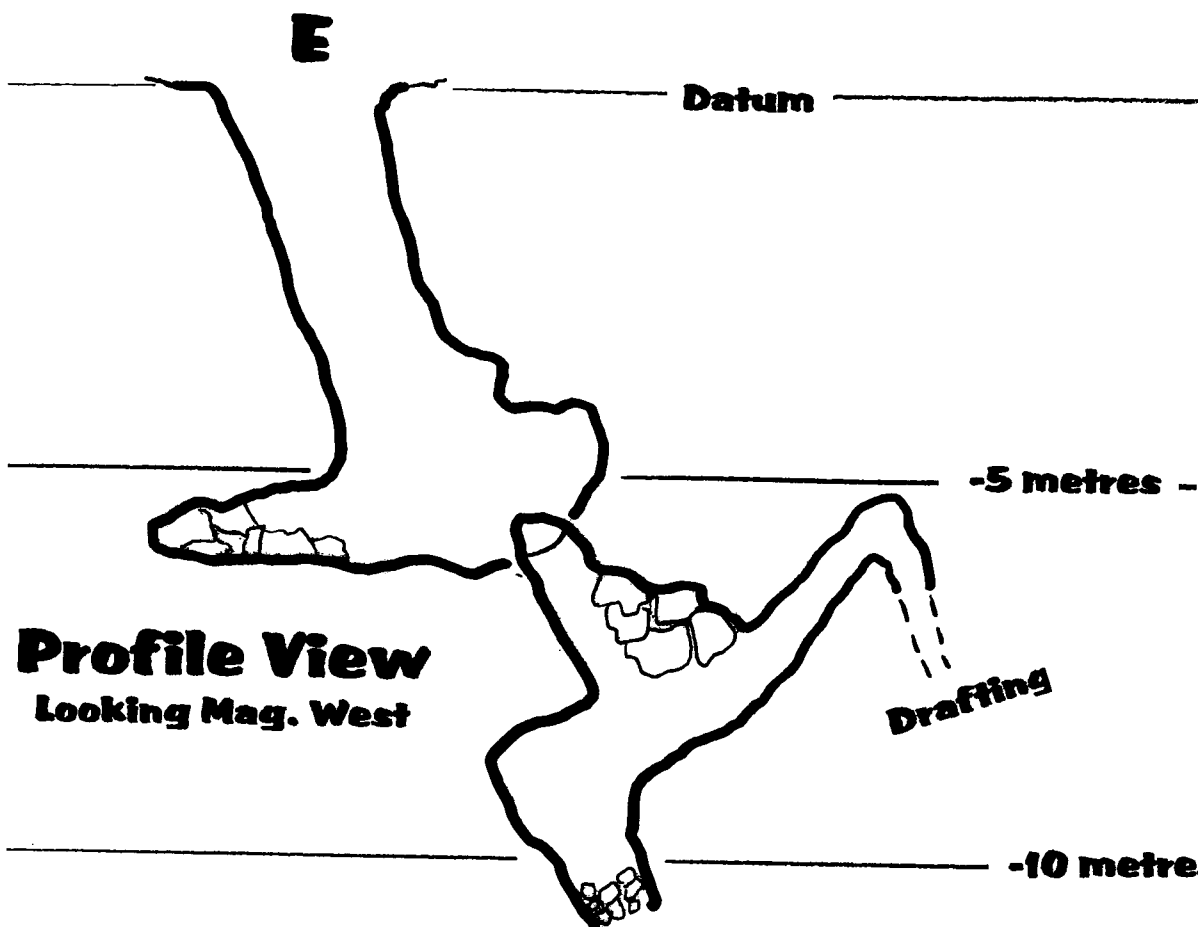 E
Datum
-5 metres -
Profile View
Looking Mag. West
Drafting
-10 metre